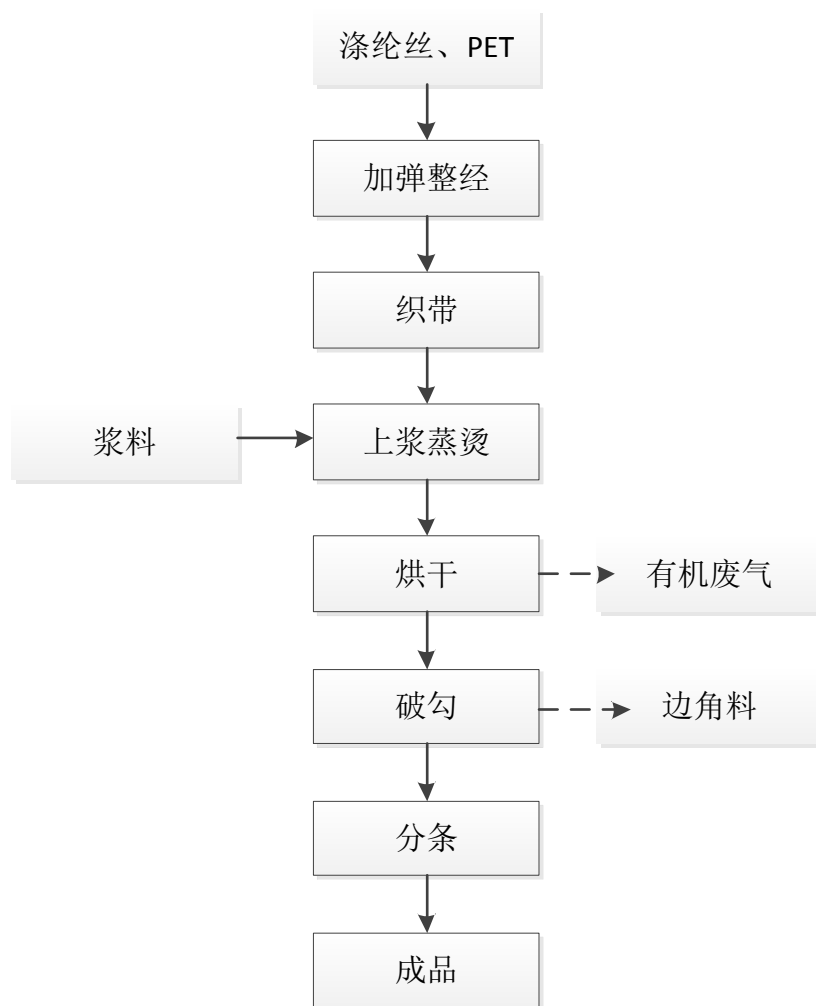 涤纶丝、PET
加弹整经
织带
浆料
上浆蒸烫
烘干
有机废气
破勾
边角料
分条
成品